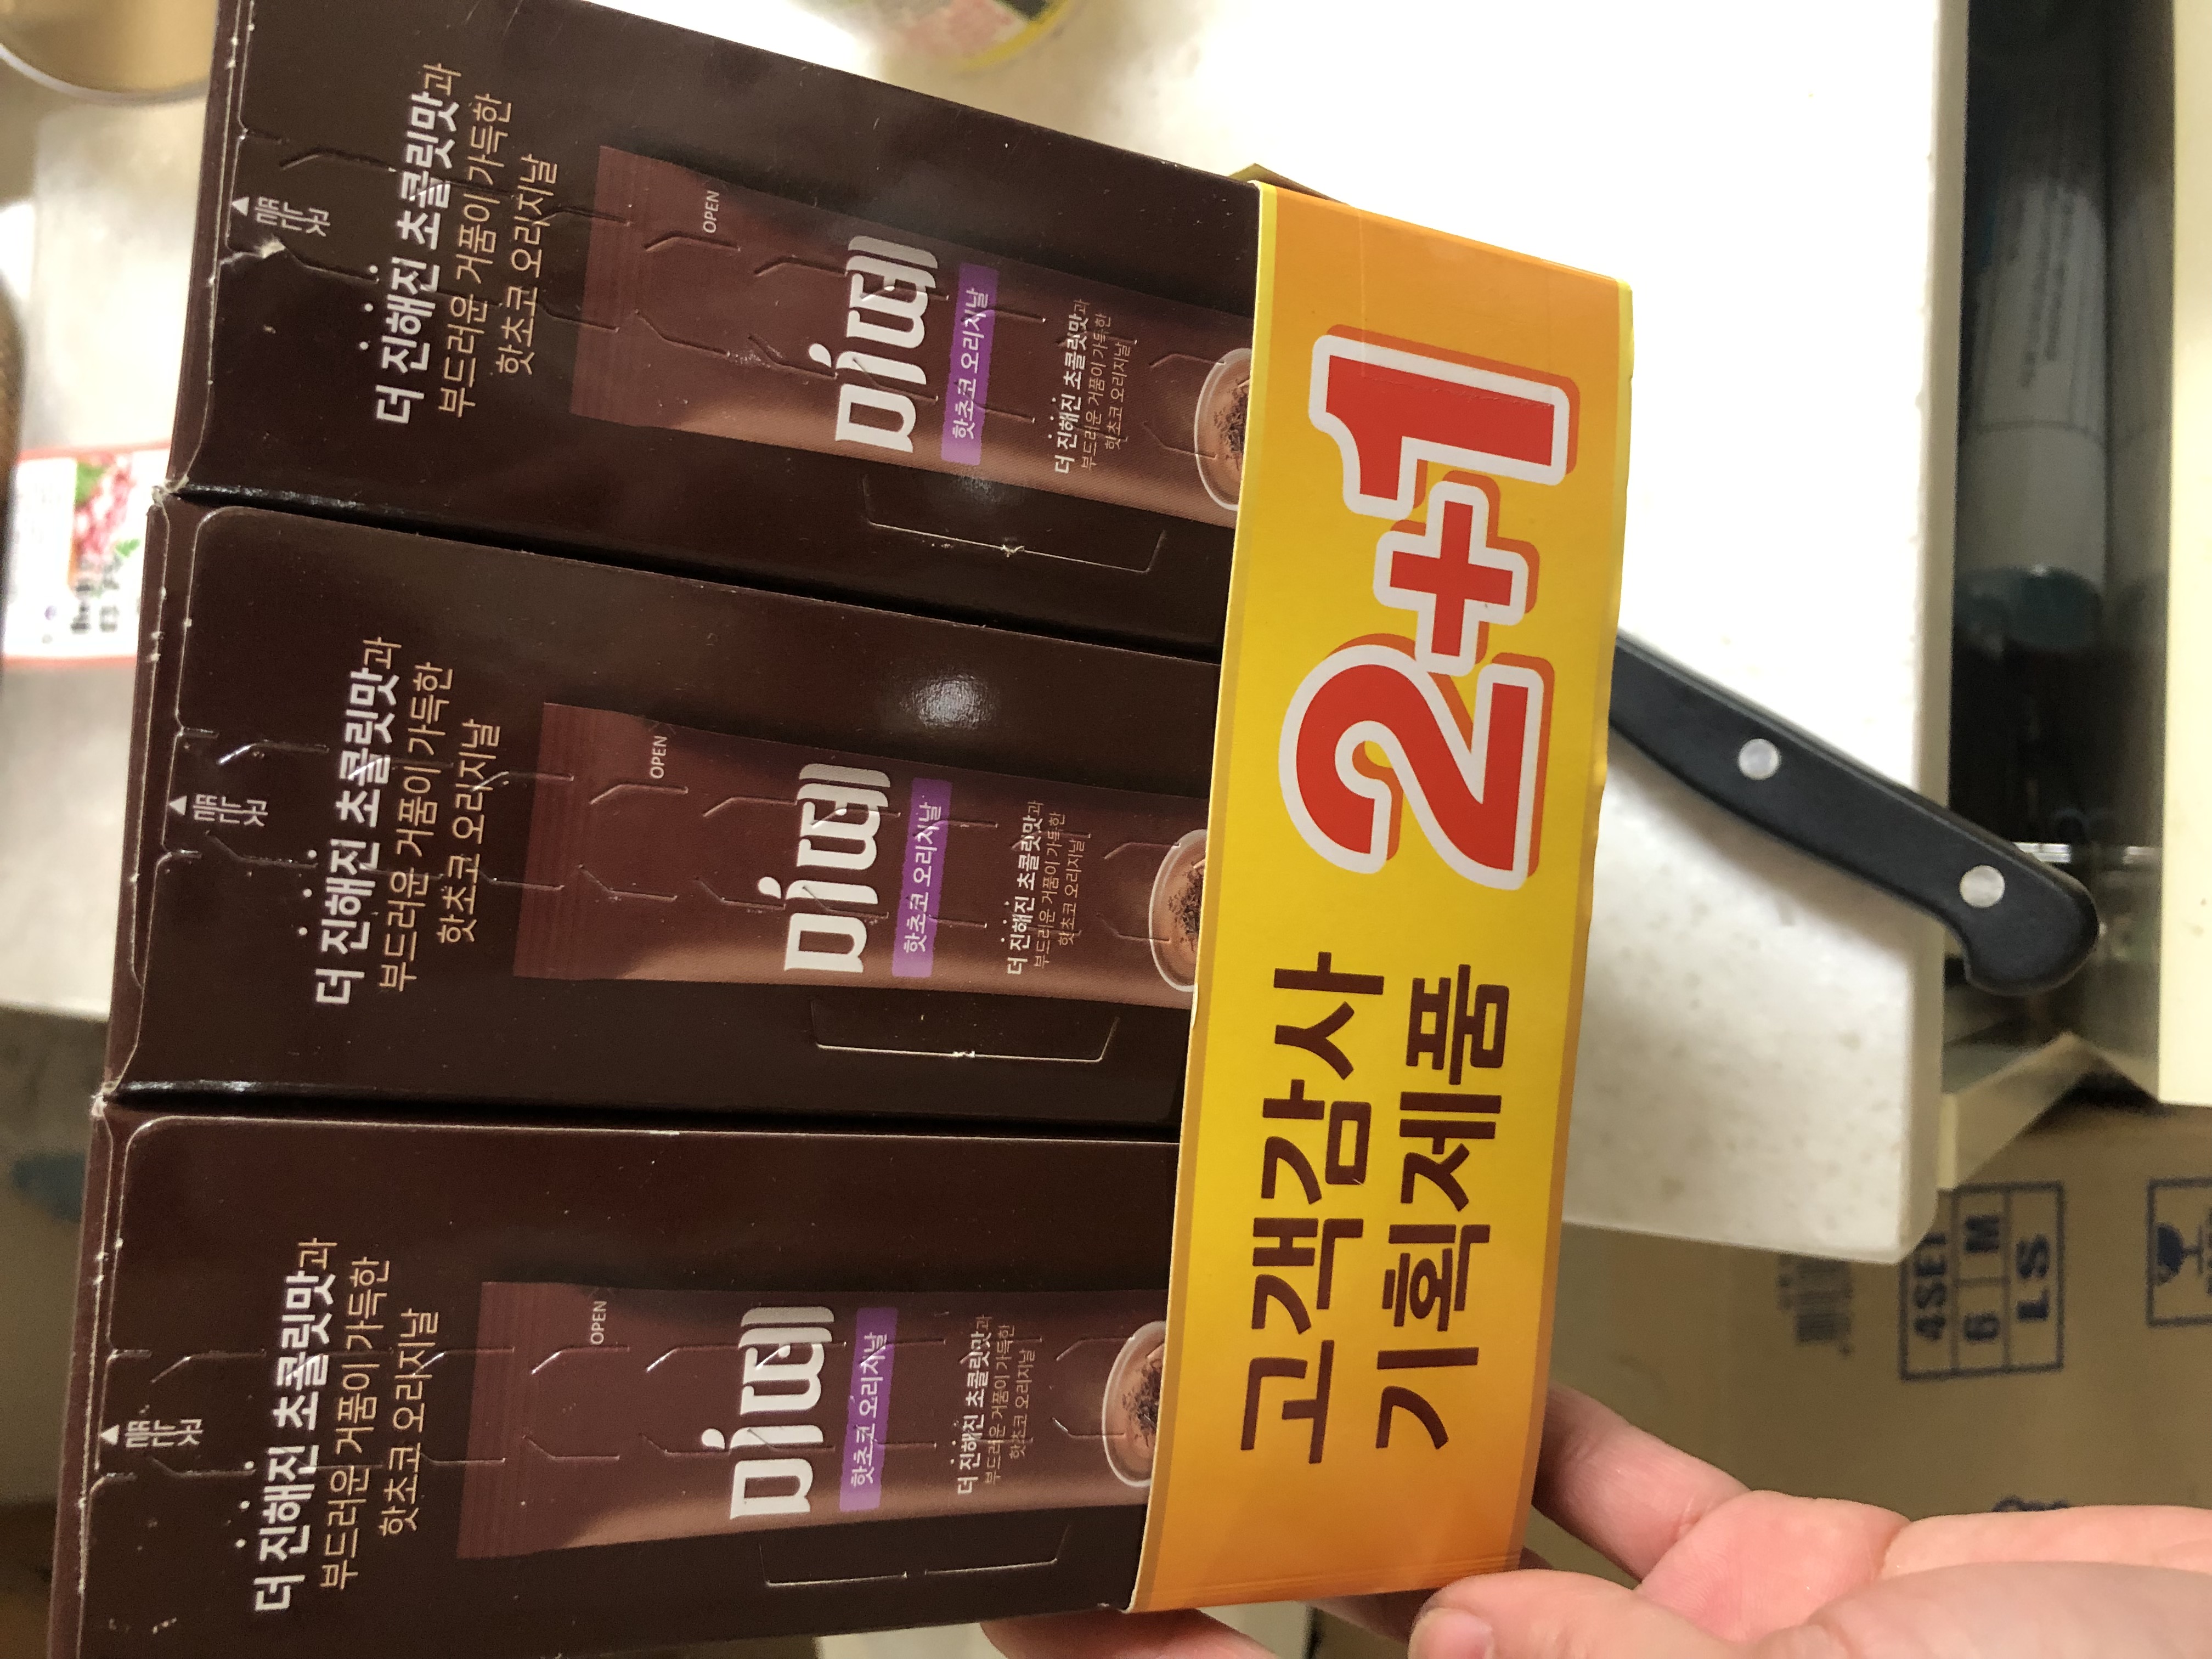 더 진해진 초콜릿맛과
부드러운 거품이 가득한
핫초코 오리지날
뜯는곳
OPEN
미떼
핫초코 오리지날
더 진해진 초콜릿맛과
부드러운 거품이 가득한
핫초코 오리지날
더 진해진 초콜릿맛과
부드러운 거품이 가득한
핫초코 오리지날
뜯는곳
OPEN
미떼
핫초코 오리지날
더 진해진 초콜릿맛과
부드러운 거품이 가득한
핫초코 오리지날
더 진해진 초콜릿맛과
부드러운 거품이 가득한
핫초코 오리지날
뜯는곳
OPEN
미떼
핫초코 오리지날
더 진해진 초콜릿맛과
부드러운 거품이 가득한
핫초코 오리지날
고객감사
기획제품
2+1
4SET
6 M
LS